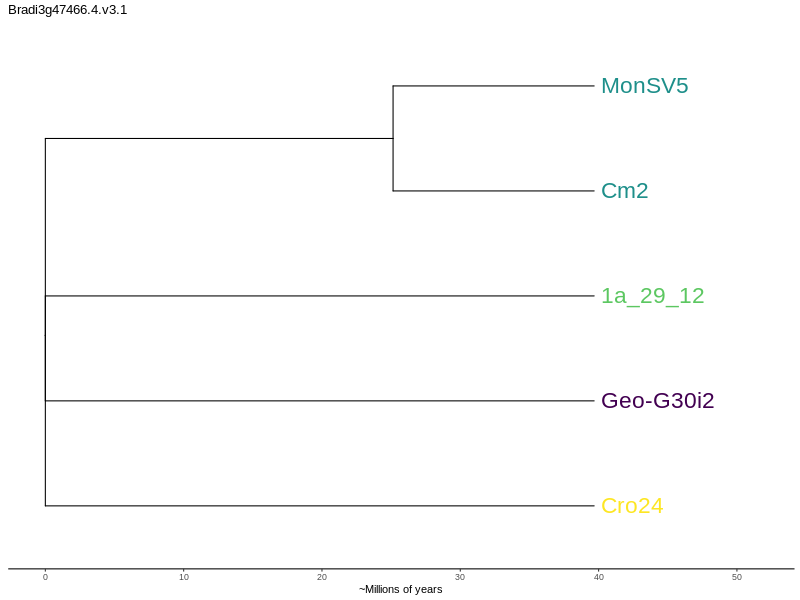 Bradi3g47466.4.v3.1
MonSV5
Cm2
1a_29_12
Geo-G30i2
Cro24
0 10 20 30 40 50
~Millions of years